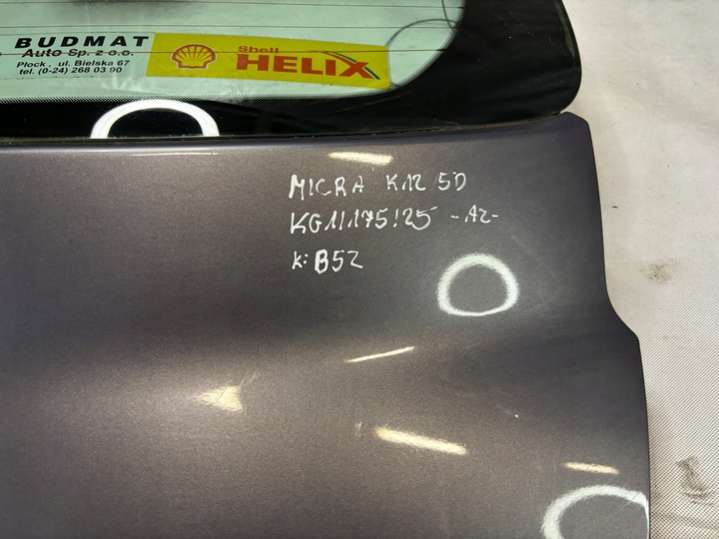 BUDMAT
Auto Sp. z o.o.
Płock , ul. Bielska 67
tel. (0-24) 268 03 90
Shell
HELIX
MICRA K12 5D
KG11.175!25 -AZ-
K: B52